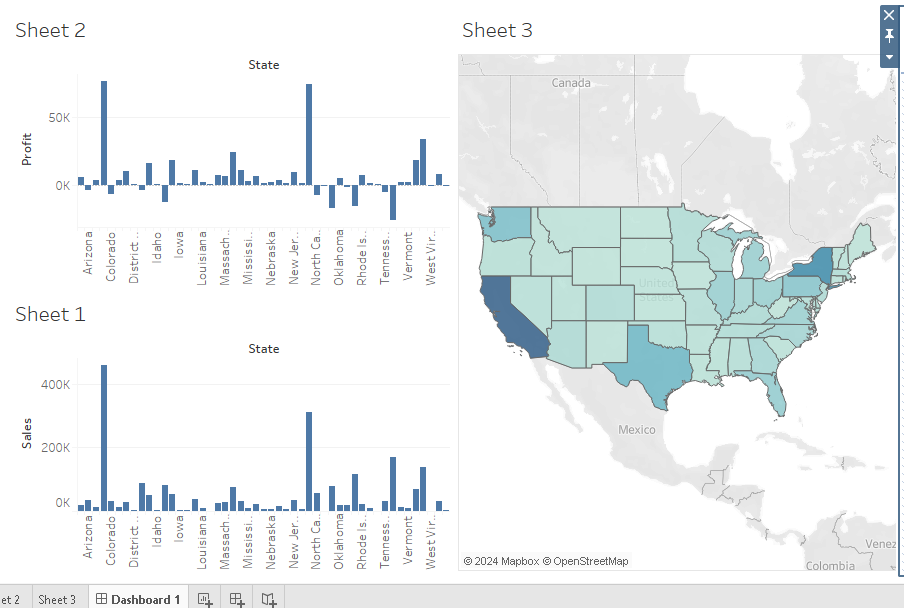 Sheet 2
State
Profit
50K
0K
Arizona
Colorado
District ..
Idaho
Iowa
Louisiana
Massach..
Mississi..
Nebraska
New Jer..
North Ca..
Oklahoma
Rhode Is..
Tenness..
Vermont
West Vir..
Sheet 1
State
Sales
400K
200K
0K
Arizona
Colorado
District ..
Idaho
Iowa
Louisiana
Massach..
Mississi..
Nebraska
New Jer..
North Ca..
Oklahoma
Rhode Is..
Tenness..
Vermont
West Vir..
Sheet 3
Canada
United
States
Mexico
Venez
Colombia
© 2024 Mapbox © OpenStreetMap
et 2
Sheet 3
Dashboard 1